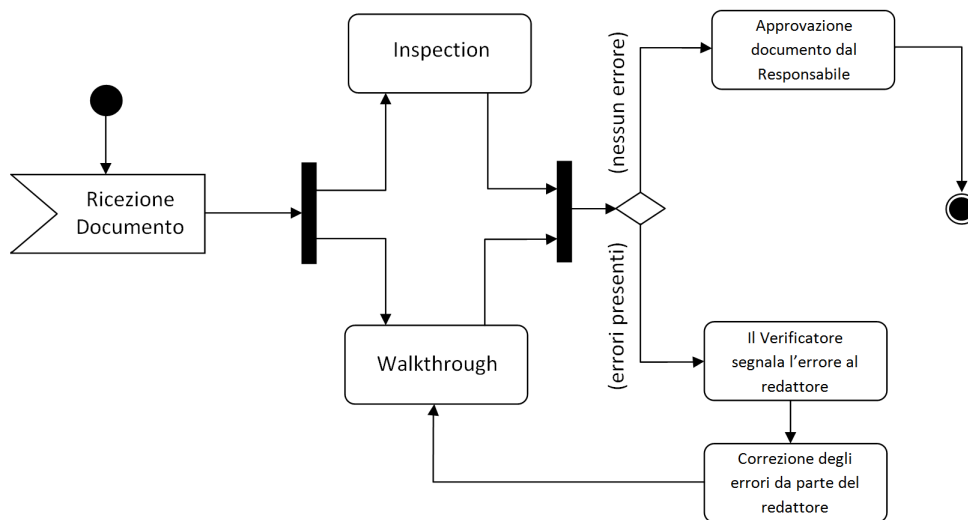 Inspection
(nessun errore)
Approvazione
documento dal
Responsabile
Ricezione
Documento
(errori presenti)
Walkthrough
Il Verificatore
segnala l’errore al
redattore
Correzione degli
errori da parte del
redattore